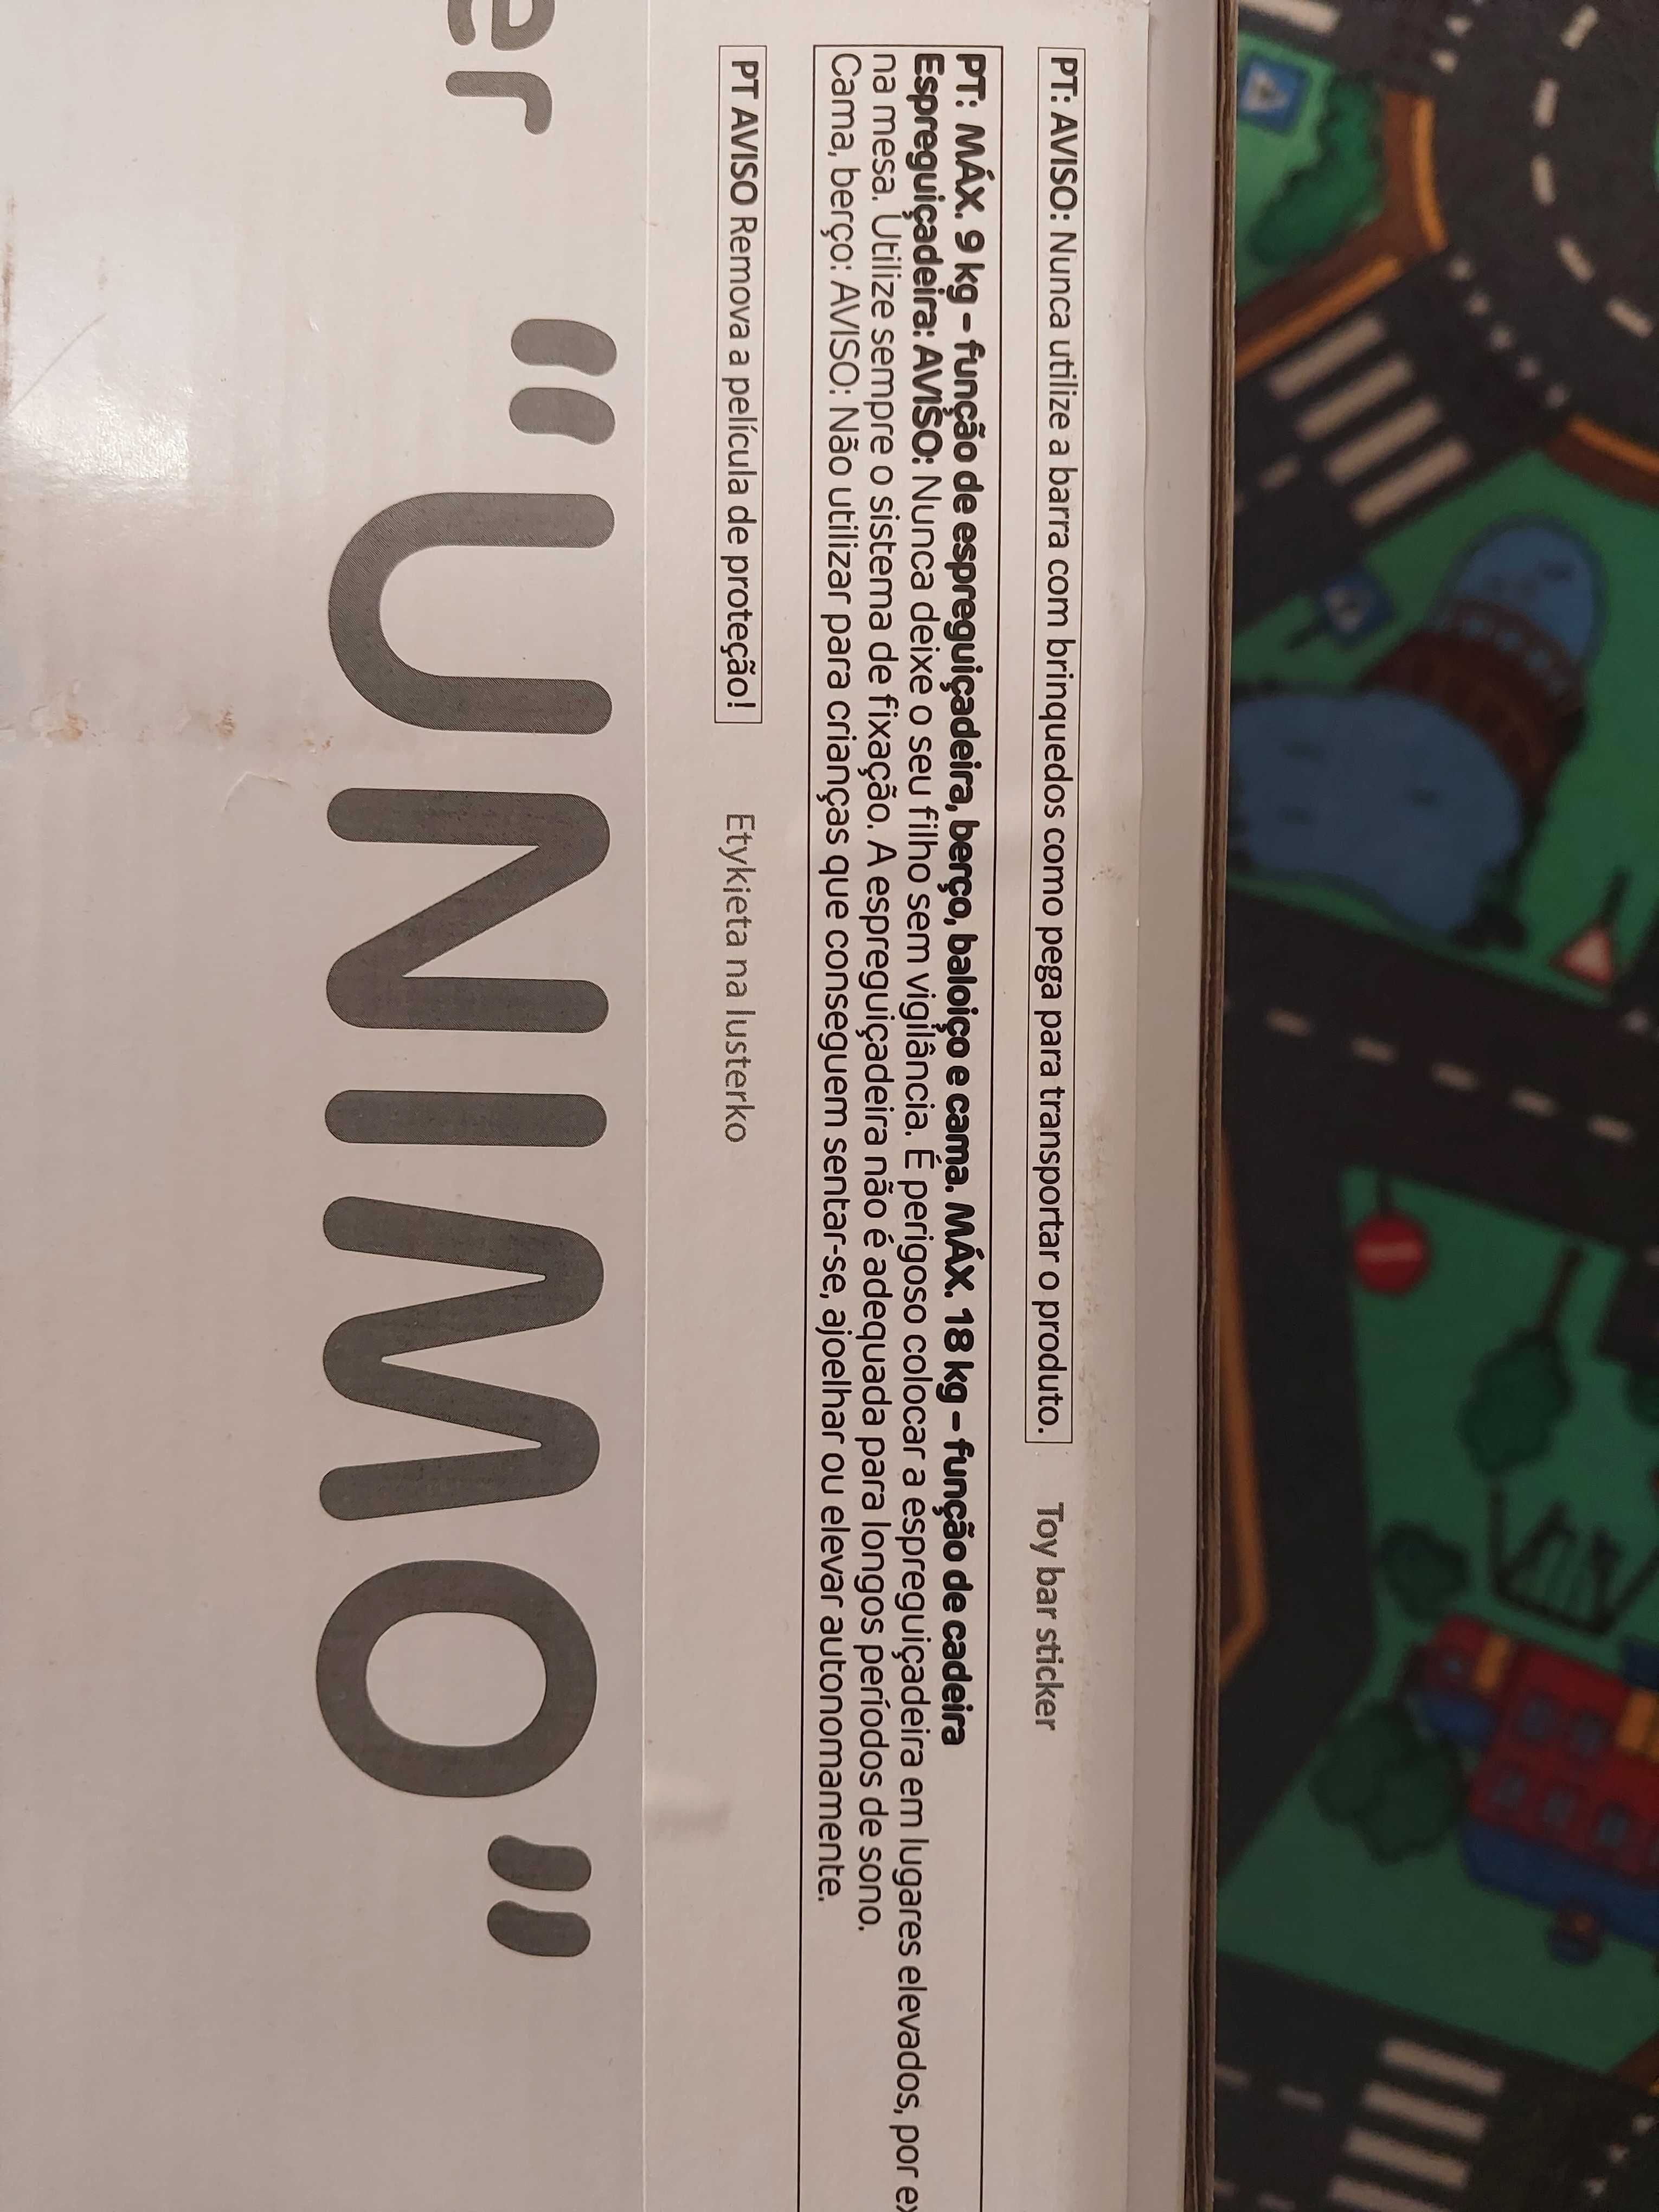 PT: AVISO: Nunca utilize a barra com brinquedos como pega para transportar o produto. Toy bar sticker
PT: MÁX. 9 kg – função de espreguiçadeira, berço, baloiço e cama. MÁX. 18 kg – função de cadeira
Espreguiçadeira: AVISO: Nunca deixe o seu filho sem vigilância. É perigoso colocar a espreguiçadeira em lugares elevados, por
na mesa. Utilize sempre o sistema de fixação. A espreguiçadeira não é adequada para longos períodos de sono.
Cama, berço: AVISO: Não utilizar para crianças que conseguem sentar-se, ajoelhar ou elevar autonomamente.
PT AVISO Remova a película de proteção! Etykieta na lusterko
er "UNIMO"